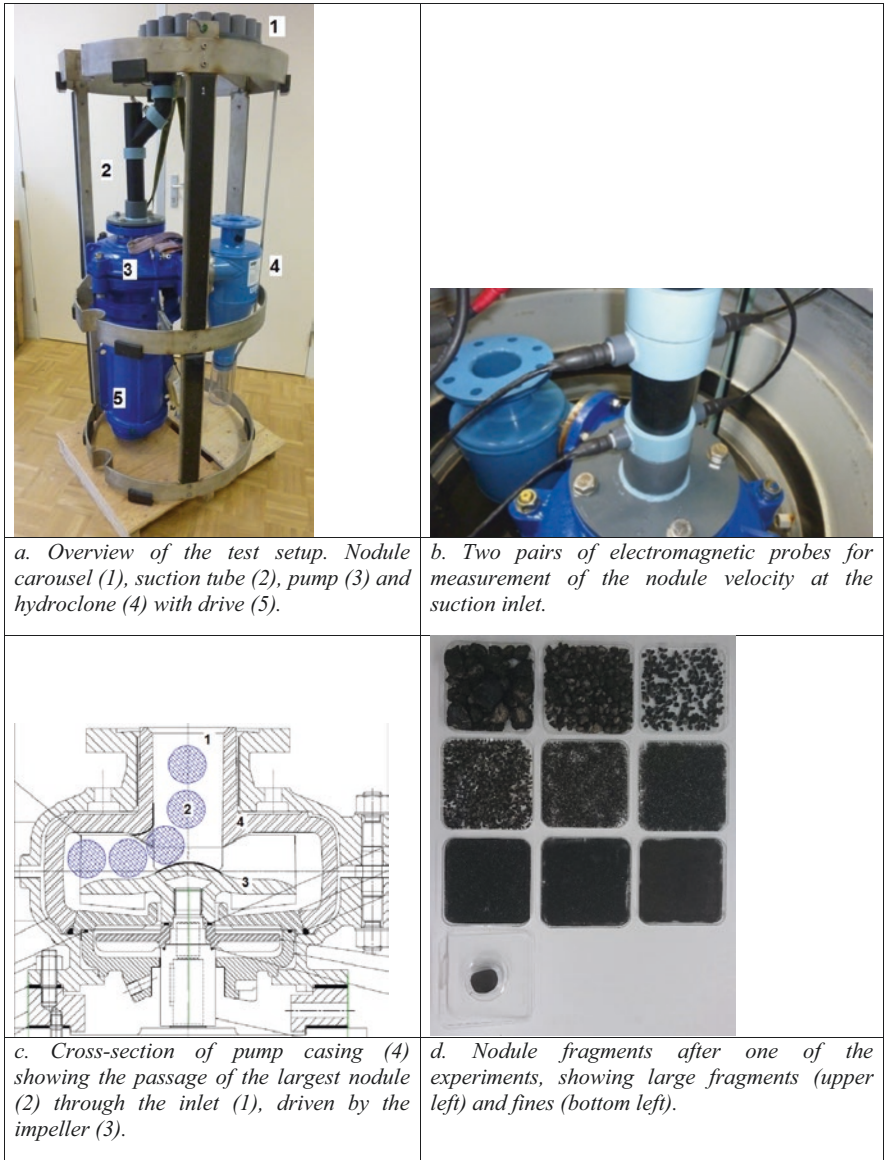 1
2
3
4
5
a. Overview of the test setup. Nodule
carousel (1), suction tube (2), pump (3) and
hydroclone (4) with drive (5).
b. Two pairs of electromagnetic probes for
measurement of the nodule velocity at the
suction inlet.
1
2
4
3
c. Cross-section of pump casing (4)
showing the passage of the largest nodule
(2) through the inlet (1), driven by the
impeller (3).
d. Nodule fragments after one of the
experiments, showing large fragments (upper
left) and fines (bottom left).